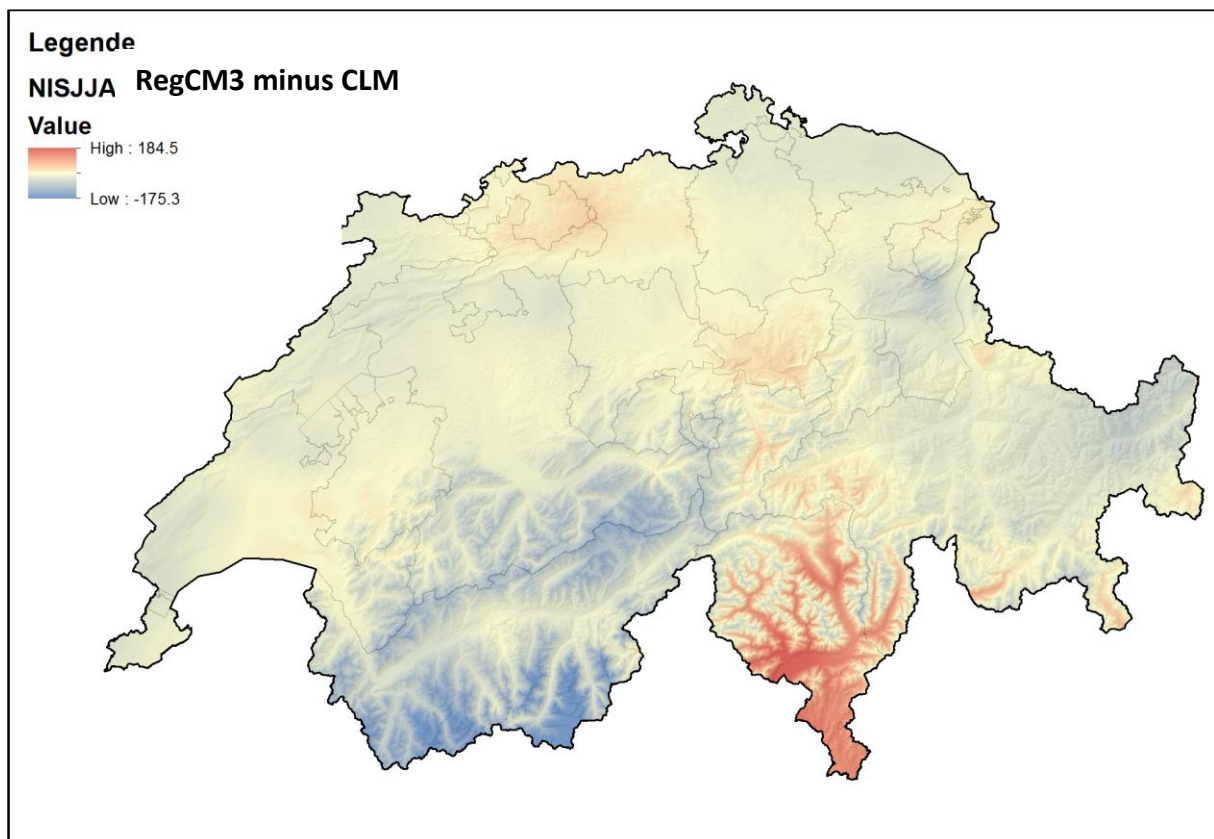 Legende
NISJJA RegCM3 minus CLM
Value
High : 184.5
Low : -175.3